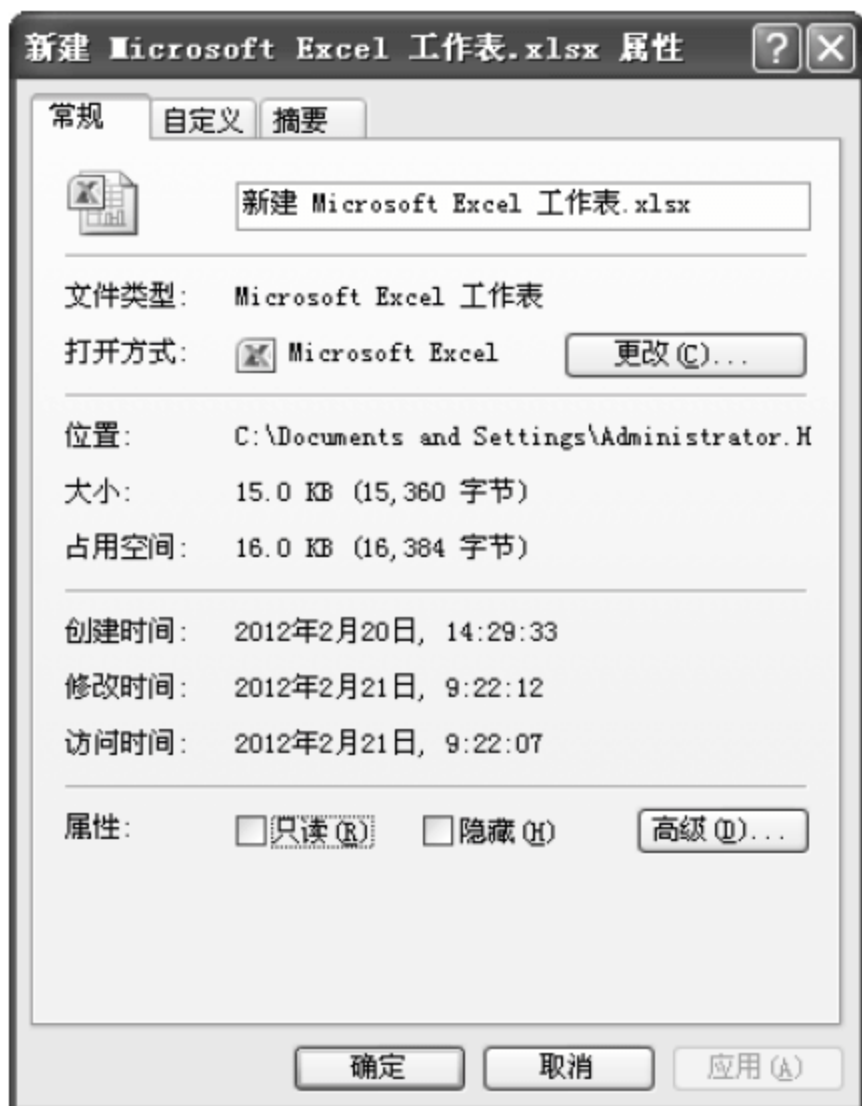 新建 Microsoft Excel 工作表.xlsx 属性
常规 自定义 摘要
新建 Microsoft Excel 工作表.xlsx
文件类型: Microsoft Excel 工作表
打开方式: Microsoft Excel 更改(C)...
位置: C:\Documents and Settings\Administrator.H
大小: 15.0 KB (15,360 字节)
占用空间: 16.0 KB (16,384 字节)
创建时间: 2012年2月20日, 14:29:33
修改时间: 2012年2月21日, 9:22:12
访问时间: 2012年2月21日, 9:22:07
属性: 只读(R) 隐藏(H) 高级(D)...
确定 取消 应用(A)